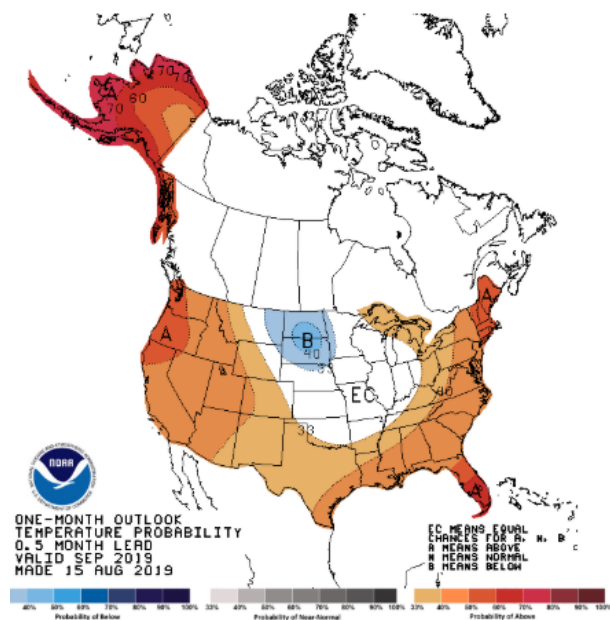 70
70
A
60
70
A
A
B
40
EC
33
A
NOAA
ONE-MONTH OUTLOOK
TEMPERATURE PROBABILITY
0.5 MONTH LEAD
VALID SEP 2019
MADE 15 AUG 2019
EC MEANS EQUAL
CHANCES FOR A, N, B
A MEANS ABOVE
N MEANS NORMAL
B MEANS BELOW
40% 50% 60% 70% 80% 90% 100%
Probability of Below
33% 40% 50% 60% 70% 80% 90% 100%
Probability of Near-Normal
33% 40% 50% 60% 70% 80% 90% 100%
Probability of Above